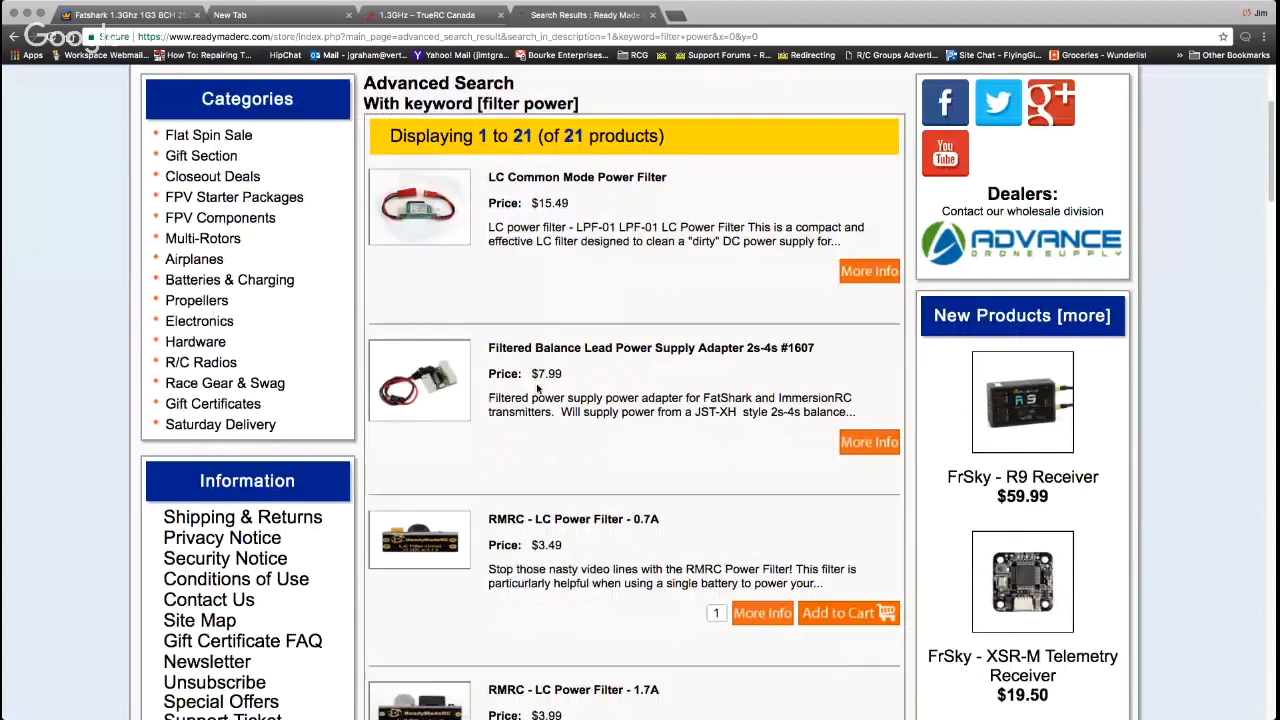 Fatshark 1.3Ghz 1G3 8CH 25
New Tab
1.3GHz – TrueRC Canada
Search Results : Ready Made
Jim
Google
Secure
https://www.readymaderc.com/store/index.php?main_page=advanced_search_result&search_in_description=1&keyword=filter+power&x=0&y=0
Apps
Workspace Webmail...
How To: Repairing T...
HipChat
Mail - jgraham@vert...
Yahoo! Mail (jimtgra...
Bourke Enterprises...
RCG
Support Forums - R...
Redirecting
R/C Groups Adverti...
Site Chat - FlyingGi...
Groceries - Wunderlist
»
Other Bookmarks
Categories
Flat Spin Sale
Gift Section
Closeout Deals
FPV Starter Packages
FPV Components
Multi-Rotors
Airplanes
Batteries & Charging
Propellers
Electronics
Hardware
R/C Radios
Race Gear & Swag
Gift Certificates
Saturday Delivery
Information
Shipping & Returns
Privacy Notice
Security Notice
Conditions of Use
Contact Us
Site Map
Gift Certificate FAQ
Newsletter
Unsubscribe
Special Offers
Support Ticket
Advanced Search
With keyword [filter power]
Displaying 1 to 21 (of 21 products)
LC Common Mode Power Filter
Price: $15.49
LC power filter - LPF-01 LPF-01 LC Power Filter This is a compact and
effective LC filter designed to clean a "dirty" DC power supply for...
More Info
Filtered Balance Lead Power Supply Adapter 2s-4s #1607
Price: $7.99
Filtered power supply power adapter for FatShark and ImmersionRC
transmitters. Will supply power from a JST-XH style 2s-4s balance...
More Info
RMRC - LC Power Filter - 0.7A
Price: $3.49
Stop those nasty video lines with the RMRC Power Filter! This filter is
particurlarly helpful when using a single battery to power your...
1 More Info Add to Cart
RMRC - LC Power Filter - 1.7A
Price: $3.99
f
g+
You
Tube
Dealers:
Contact our wholesale division
ADVANCE
DRONE SUPPLY
New Products [more]
R9
FrSky - R9 Receiver
$59.99
FrSky - XSR-M Telemetry
Receiver
$19.50